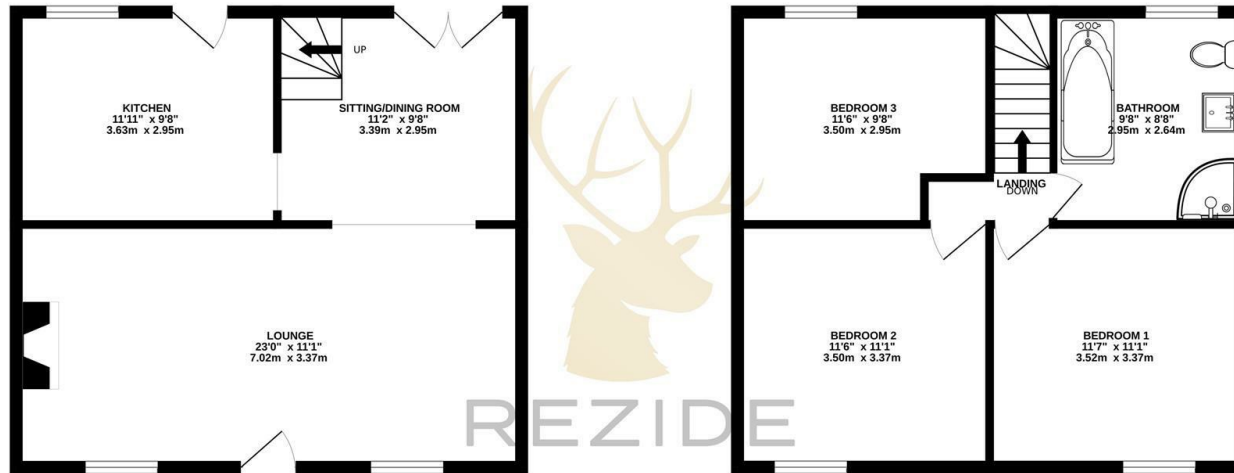 KITCHEN
11'11" x 9'8"
3.63m x 2.95m
UP
SITTING/DINING ROOM
11'2" x 9'8"
3.39m x 2.95m
LOUNGE
23'0" x 11'1"
7.02m x 3.37m
BEDROOM 3
11'6" x 9'8"
3.50m x 2.95m
BATHROOM
9'8" x 8'8"
2.95m x 2.64m
LANDING
DOWN
BEDROOM 2
11'6" x 11'1"
3.50m x 3.37m
BEDROOM 1
11'7" x 11'1"
3.52m x 3.37m
REZIDE